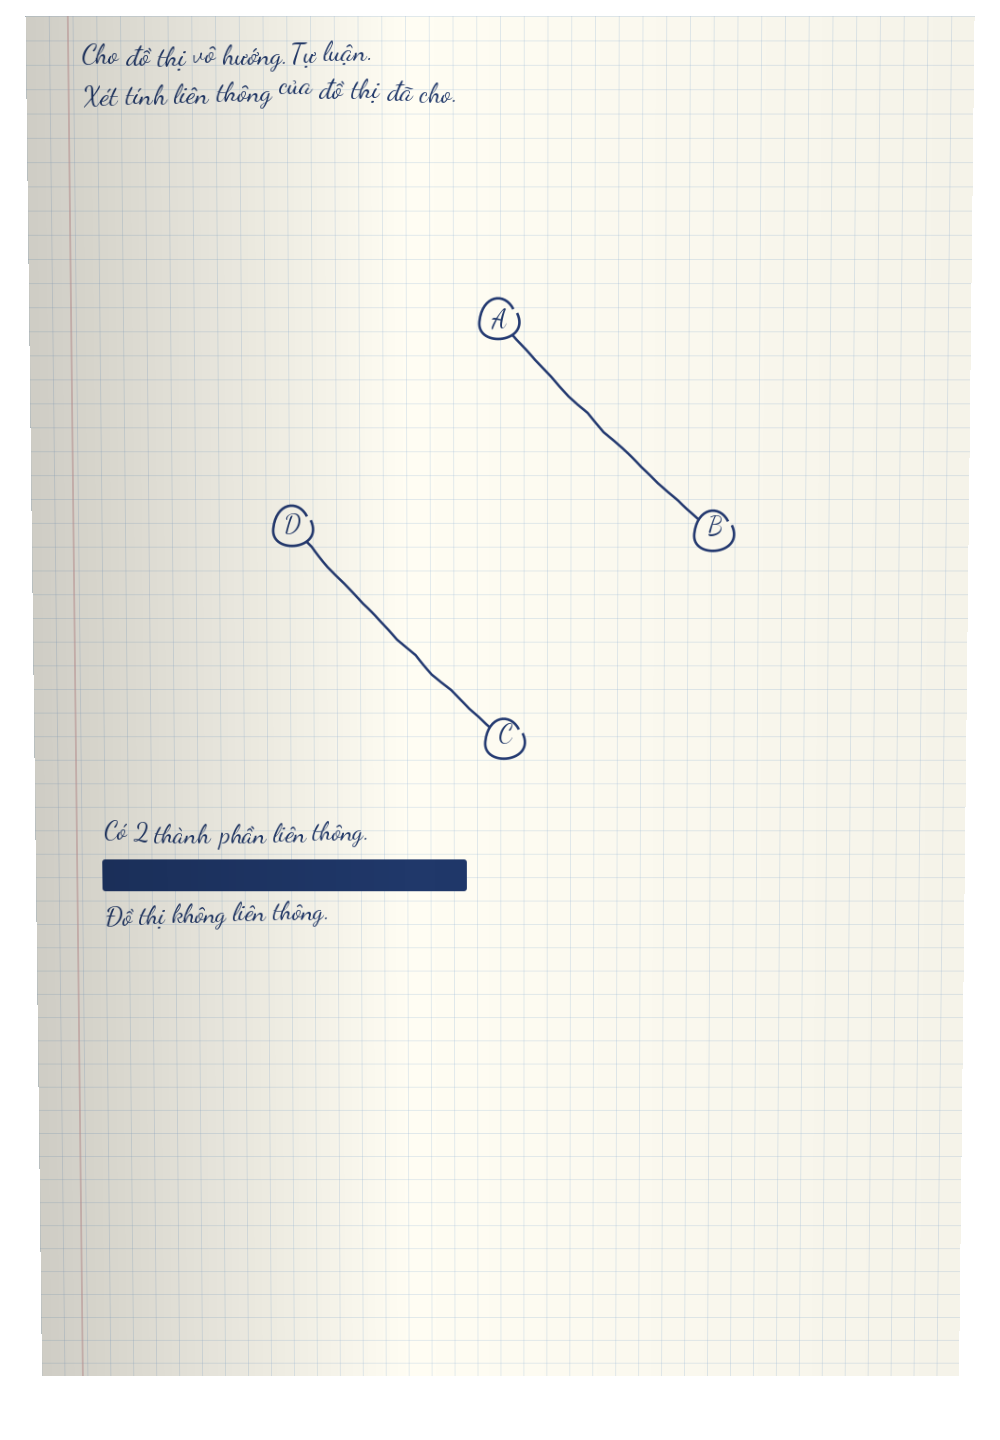 Cho đồ thị vô hướng. Tự luận.
Xét tính liên thông của đồ thị đã cho.
A
D
B
C
Có 2 thành phần liên thông.
Đồ thị không liên thông.